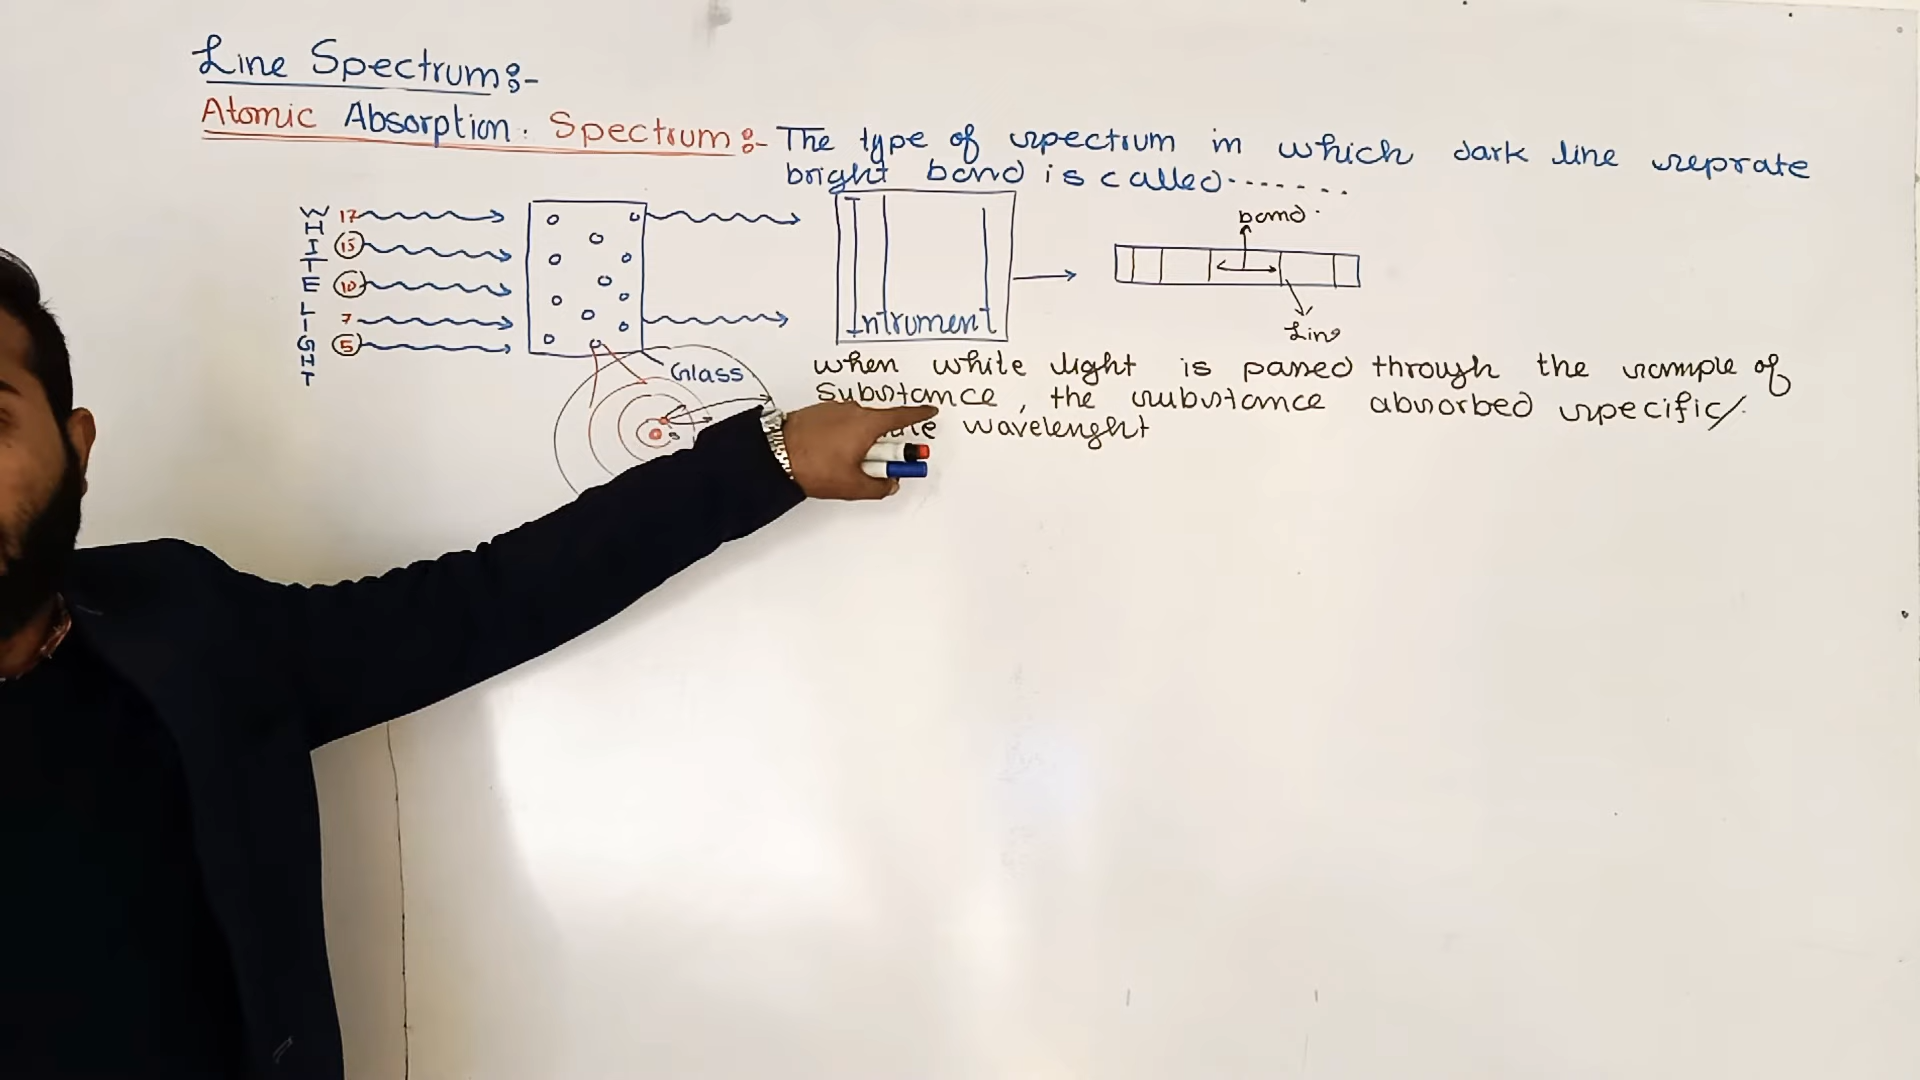 Line Spectrum:-
Atomic Absorption. Spectrum:- The type of spectrum in which dark line seprate
bright band is called.......
WHITE LIGHT
17
15
10
7
5
Glass
Intrument
band.
Line
when white light is passed through the sample of
Substance, the substance absorbed specific/
wavelenght